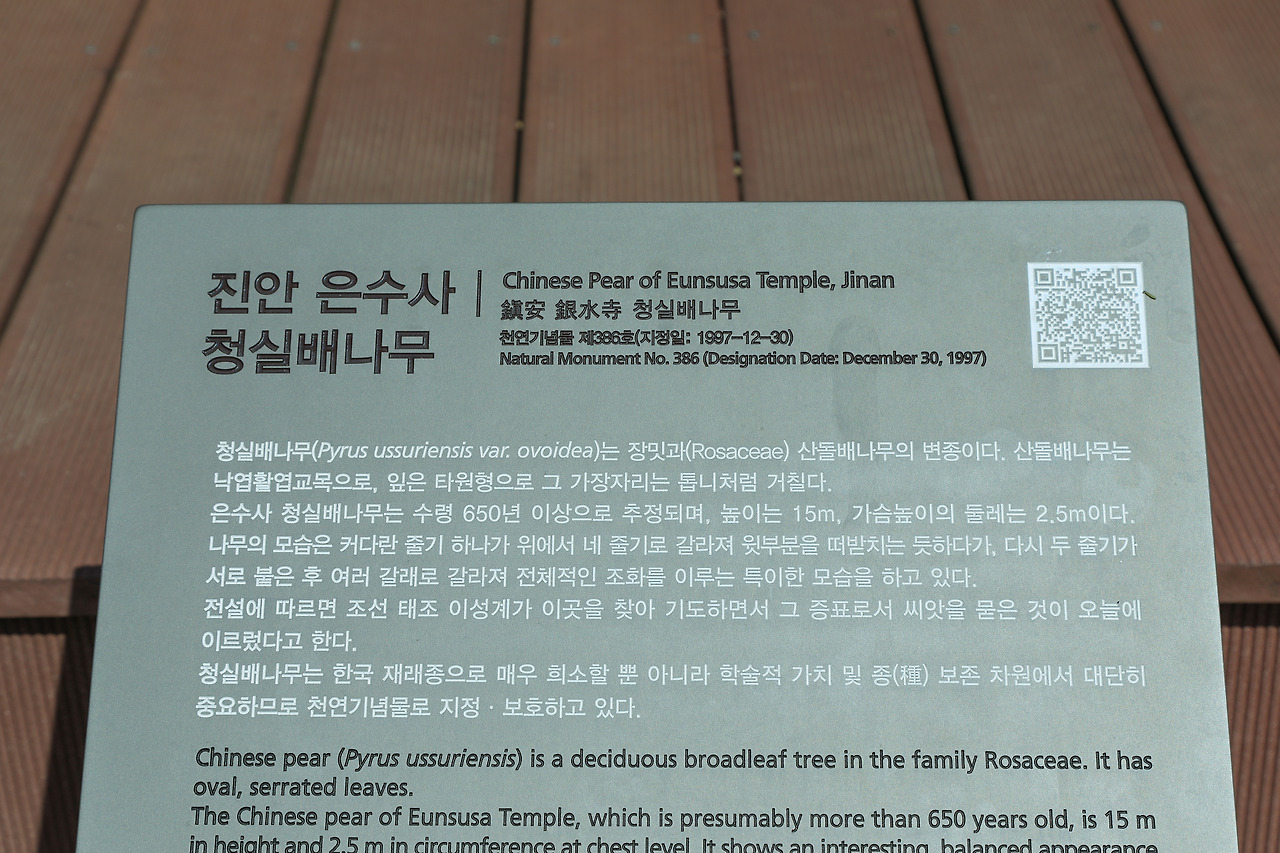 진안 은수사
청실배나무
Chinese Pear of Eunsusa Temple, Jinan
鎭安 銀水寺 청실배나무
천연기념물 제386호(지정일: 1997-12-30)
Natural Monument No. 386 (Designation Date: December 30, 1997)
청실배나무(Pyrus ussuriensis var. ovoidea)는 장밋과(Rosaceae) 산돌배나무의 변종이다. 산돌배나무는
낙엽활엽교목으로, 잎은 타원형으로 그 가장자리는 톱니처럼 거칠다.
은수사 청실배나무는 수령 650년 이상으로 추정되며, 높이는 15m, 가슴높이의 둘레는 2.5m이다.
나무의 모습은 커다란 줄기 하나가 위에서 네 줄기로 갈라져 윗부분을 떠받치는 듯하다가, 다시 두 줄기가
서로 붙은 후 여러 갈래로 갈라져 전체적인 조화를 이루는 특이한 모습을 하고 있다.
전설에 따르면 조선 태조 이성계가 이곳을 찾아 기도하면서 그 증표로서 씨앗을 묻은 것이 오늘에
이르렀다고 한다.
청실배나무는 한국 재래종으로 매우 희소할 뿐 아니라 학술적 가치 및 종(種) 보존 차원에서 대단히
중요하므로 천연기념물로 지정 · 보호하고 있다.
Chinese pear (Pyrus ussuriensis) is a deciduous broadleaf tree in the family Rosaceae. It has
oval, serrated leaves.
The Chinese pear of Eunsusa Temple, which is presumably more than 650 years old, is 15 m
in height and 2.5 m in circumference at chest level. It shows an interesting, balanced appearance